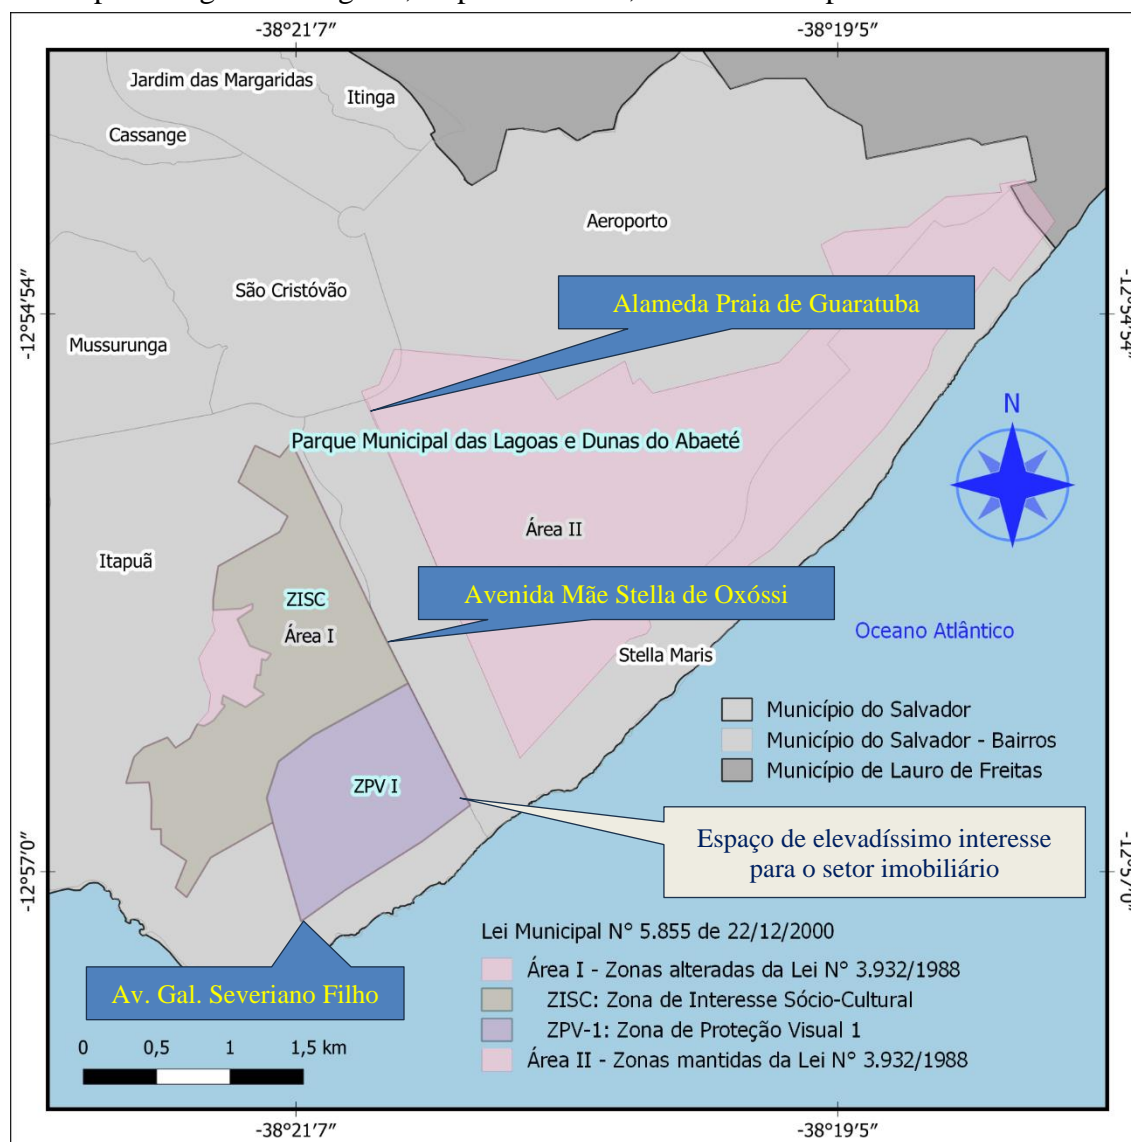 -38°21′7″
-38°19′5″
Jardim das Margaridas
Itinga
Cassange
Aeroporto
São Cristóvão
-12°54′54″
-12°54′54″
Alameda Praia de Guaratuba
Mussurunga
N
Parque Municipal das Lagoas e Dunas do Abaeté
Área II
Itapuã
Avenida Mãe Stella de Oxóssi
ZISC
Área I
Oceano Atlântico
Stella Maris
Município do Salvador
Município do Salvador - Bairros
Município de Lauro de Freitas
ZPV I
Espaço de elevadíssimo interesse
para o setor imobiliário
-12°57′0″
-12°57′0″
Lei Municipal N° 5.855 de 22/12/2000
Área I - Zonas alteradas da Lei N° 3.932/1988
ZISC: Zona de Interesse Sócio-Cultural
ZPV-1: Zona de Proteção Visual 1
Área II - Zonas mantidas da Lei N° 3.932/1988
Av. Gal. Severiano Filho
0 0,5 1 1,5 km
-38°21′7″
-38°19′5″